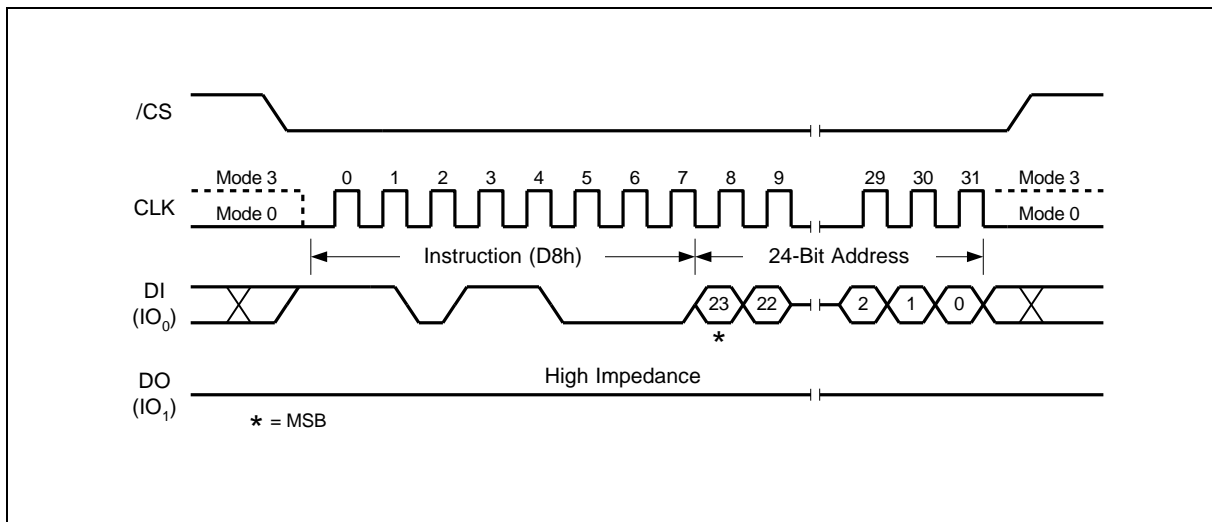 /CS
Mode 3
0 1 2 3 4 5 6 7 8 9 29 30 31
Mode 3
CLK
Mode 0
Mode 0
Instruction (D8h)
24-Bit Address
DI
(IO0)
23 22 2 1 0
*
DO
(IO1)
High Impedance
* = MSB